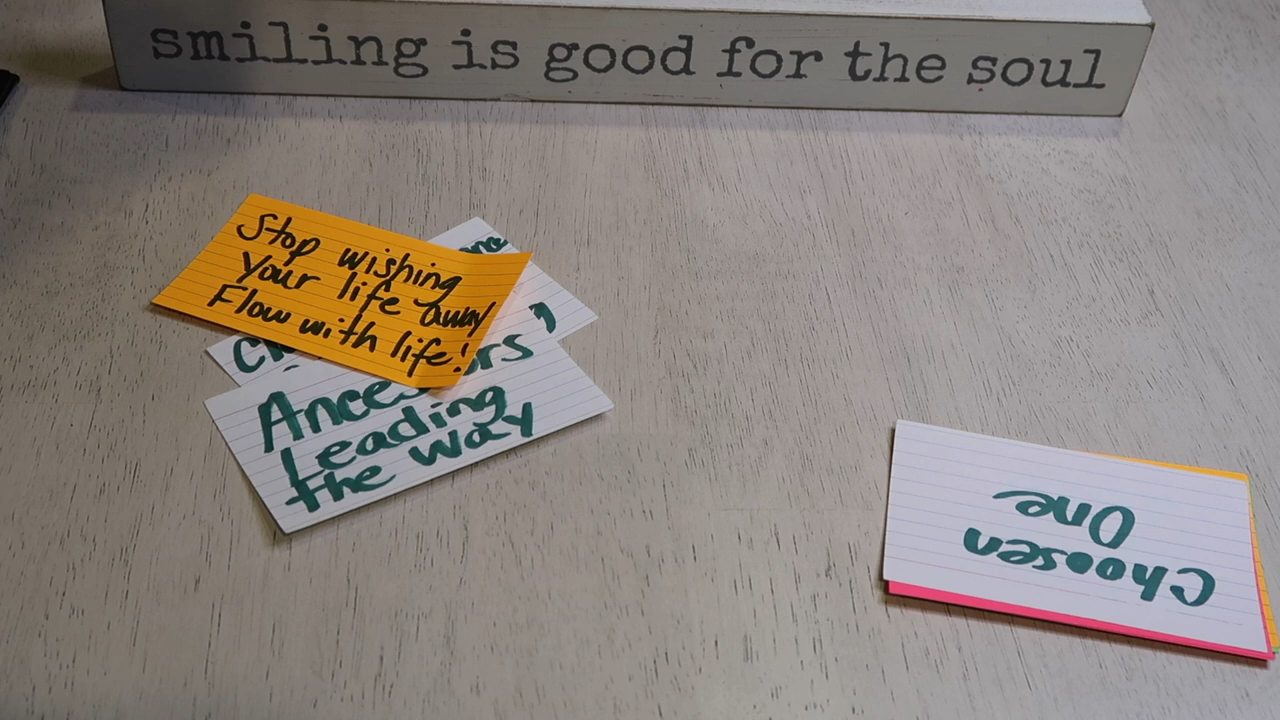 smiling is good for the soul
Stop wishing
your life away
Flow with life!
Ancestors
Leading
the way
Choosen
One